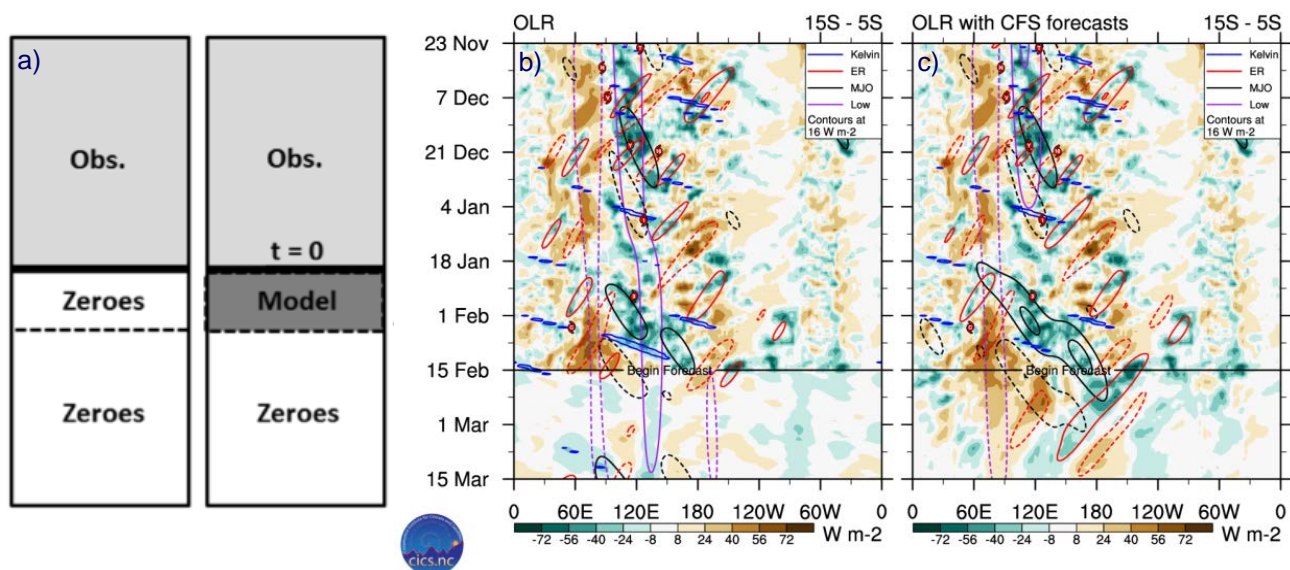 a)
Obs.
Zeroes
Zeroes
Obs.
t = 0
Model
Zeroes
cics.nc
OLR 15S - 5S
b)
Kelvin
ER
MJO
Low
Contours at
16 W m-2
23 Nov
7 Dec
21 Dec
4 Jan
18 Jan
1 Feb
15 Feb
1 Mar
15 Mar
Begin Forecast
0 60E 120E 180 120W 60W 0
-72 -56 -40 -24 -8 8 24 40 56 72 W m-2
OLR with CFS forecasts 15S - 5S
c)
Kelvin
ER
MJO
Low
Contours at
16 W m-2
Begin Forecast
0 60E 120E 180 120W 60W 0
-72 -56 -40 -24 -8 8 24 40 56 72 W m-2